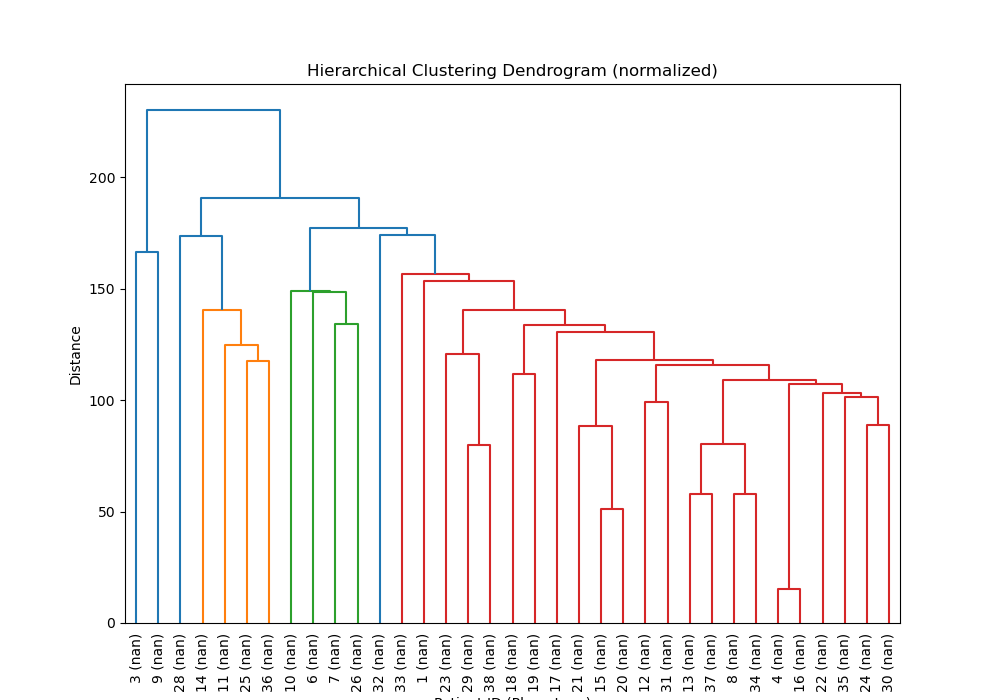 Hierarchical Clustering Dendrogram (normalized)
Distance
200
150
100
50
0
3 (nan)
9 (nan)
28 (nan)
14 (nan)
11 (nan)
25 (nan)
36 (nan)
10 (nan)
6 (nan)
7 (nan)
26 (nan)
32 (nan)
33 (nan)
1 (nan)
23 (nan)
29 (nan)
38 (nan)
18 (nan)
19 (nan)
17 (nan)
21 (nan)
15 (nan)
20 (nan)
12 (nan)
13 (nan)
37 (nan)
8 (nan)
34 (nan)
4 (nan)
16 (nan)
22 (nan)
35 (nan)
24 (nan)
30 (nan)